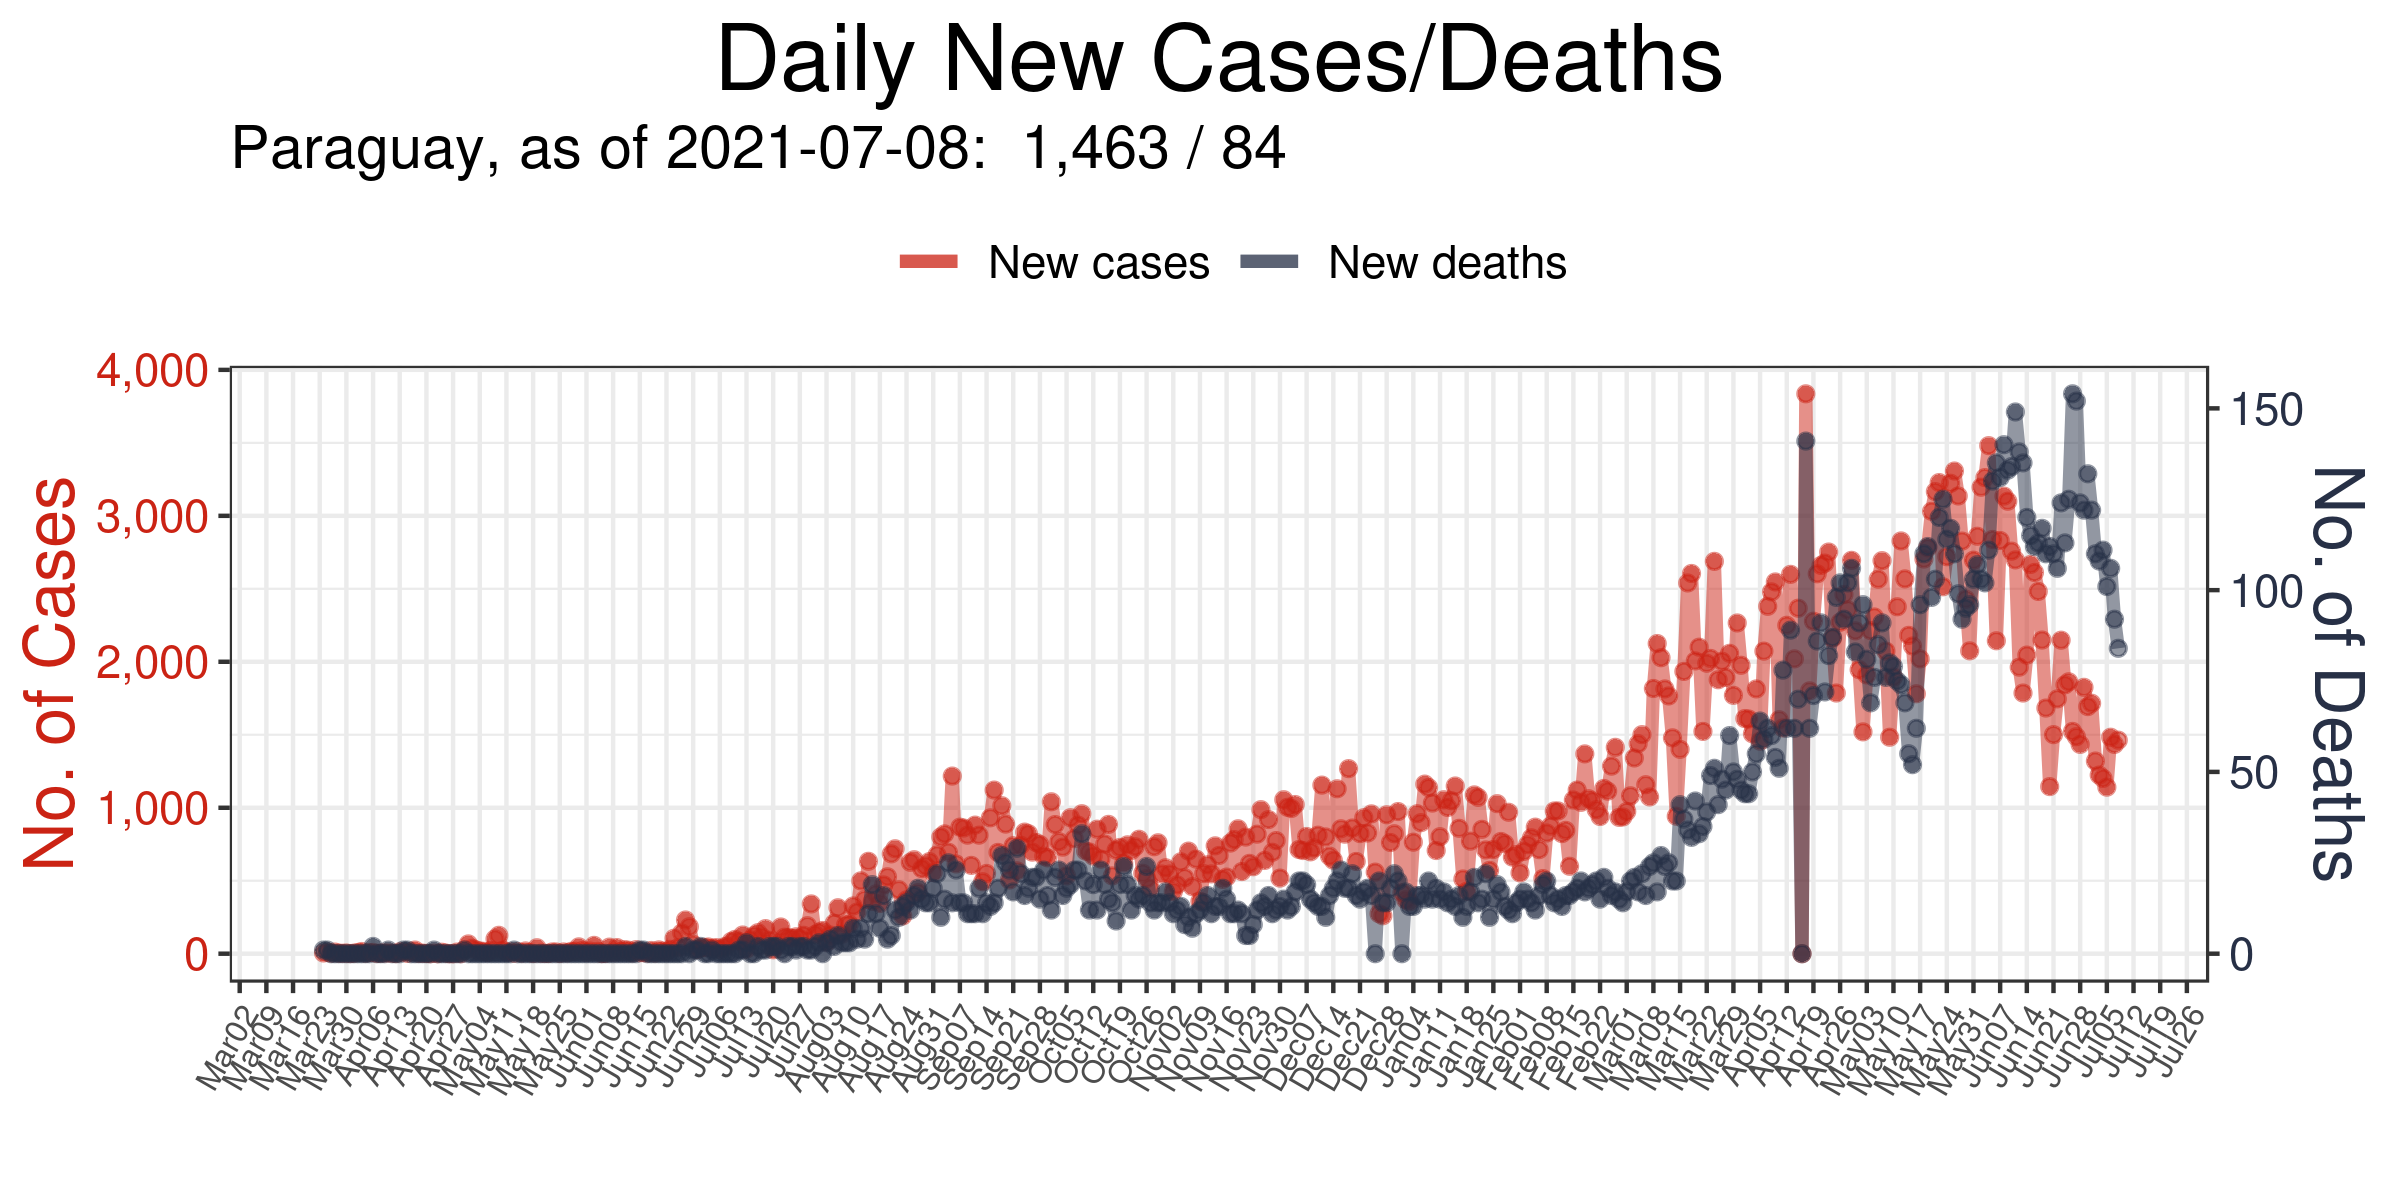 Daily New Cases/Deaths
Paraguay, as of 2021-07-08:  1,463 / 84
New cases New deaths
No. of Cases
4,000
3,000
2,000
1,000
0
150
100
50
0
No. of Deaths
Mar02 Mar09 Mar16 Mar23 Mar30 Apr06 Apr13 Apr20 Apr27 May04 May11 May18 May25 Jun01 Jun08 Jun15 Jun22 Jun29 Jul06 Jul13 Jul20 Jul27 Aug03 Aug10 Aug17 Aug24 Aug31 Sep07 Sep14 Sep21 Sep28 Oct05 Oct12 Oct19 Oct26 Nov02 Nov09 Nov16 Nov23 Nov30 Dec07 Dec14 Dec21 Dec28 Jan04 Jan11 Jan18 Jan25 Feb01 Feb08 Feb15 Feb22 Mar01 Mar08 Mar15 Mar22 Mar29 Apr05 Apr12 Apr19 Apr26 May03 May10 May17 May24 May31 Jun07 Jun14 Jun21 Jun28 Jul05 Jul12 Jul19 Jul26